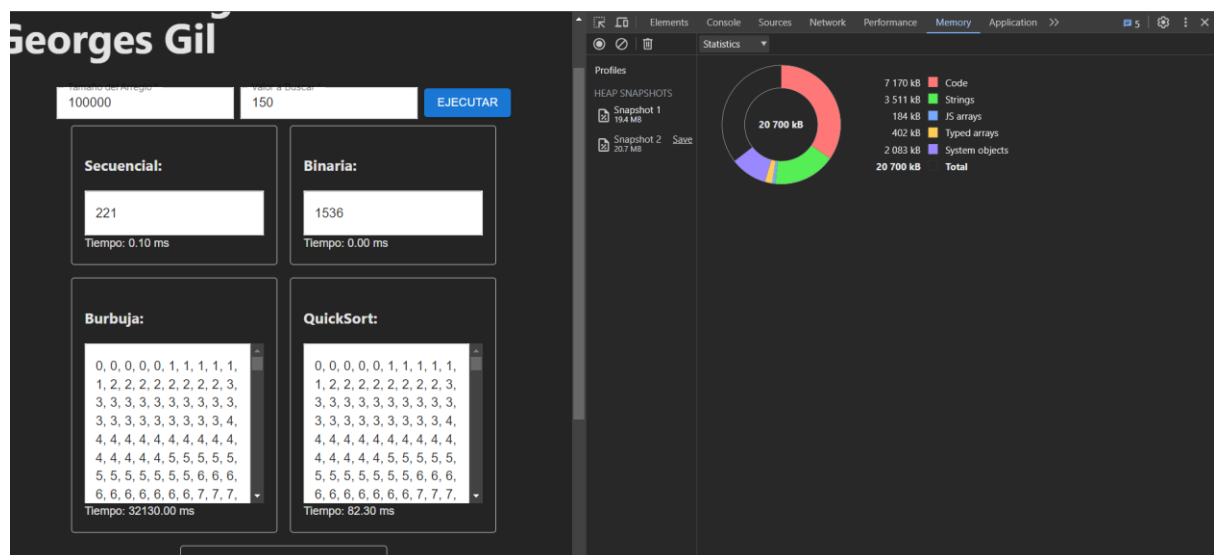 Georges Gil
Tamaño del Arreglo
100000
Valor a Buscar
150
EJECUTAR
Secuencial:
221
Tiempo: 0.10 ms
Binaria:
1536
Tiempo: 0.00 ms
Burbuja:
0, 0, 0, 0, 0, 1, 1, 1, 1, 1,
1, 2, 2, 2, 2, 2, 2, 2, 2, 3,
3, 3, 3, 3, 3, 3, 3, 3, 3, 3,
3, 3, 3, 3, 3, 3, 3, 3, 3, 4,
4, 4, 4, 4, 4, 4, 4, 4, 4, 4,
4, 4, 4, 4, 4, 5, 5, 5, 5, 5,
5, 5, 5, 5, 5, 5, 5, 6, 6, 6,
6, 6, 6, 6, 6, 6, 6, 7, 7, 7,
Tiempo: 32130.00 ms
QuickSort:
0, 0, 0, 0, 0, 1, 1, 1, 1, 1,
1, 2, 2, 2, 2, 2, 2, 2, 2, 3,
3, 3, 3, 3, 3, 3, 3, 3, 3, 3,
3, 3, 3, 3, 3, 3, 3, 3, 3, 4,
4, 4, 4, 4, 4, 4, 4, 4, 4, 4,
4, 4, 4, 4, 4, 5, 5, 5, 5, 5,
5, 5, 5, 5, 5, 5, 5, 6, 6, 6,
6, 6, 6, 6, 6, 6, 6, 7, 7, 7,
Tiempo: 82.30 ms
Elements Console Sources Network Performance Memory Application >> 5
Statistics
Profiles
HEAP SNAPSHOTS
Snapshot 1
19.4 MB
Snapshot 2 Save
20.7 MB
20 700 kB
7 170 kB Code
3 511 kB Strings
184 kB JS arrays
402 kB Typed arrays
2 083 kB System objects
20 700 kB Total